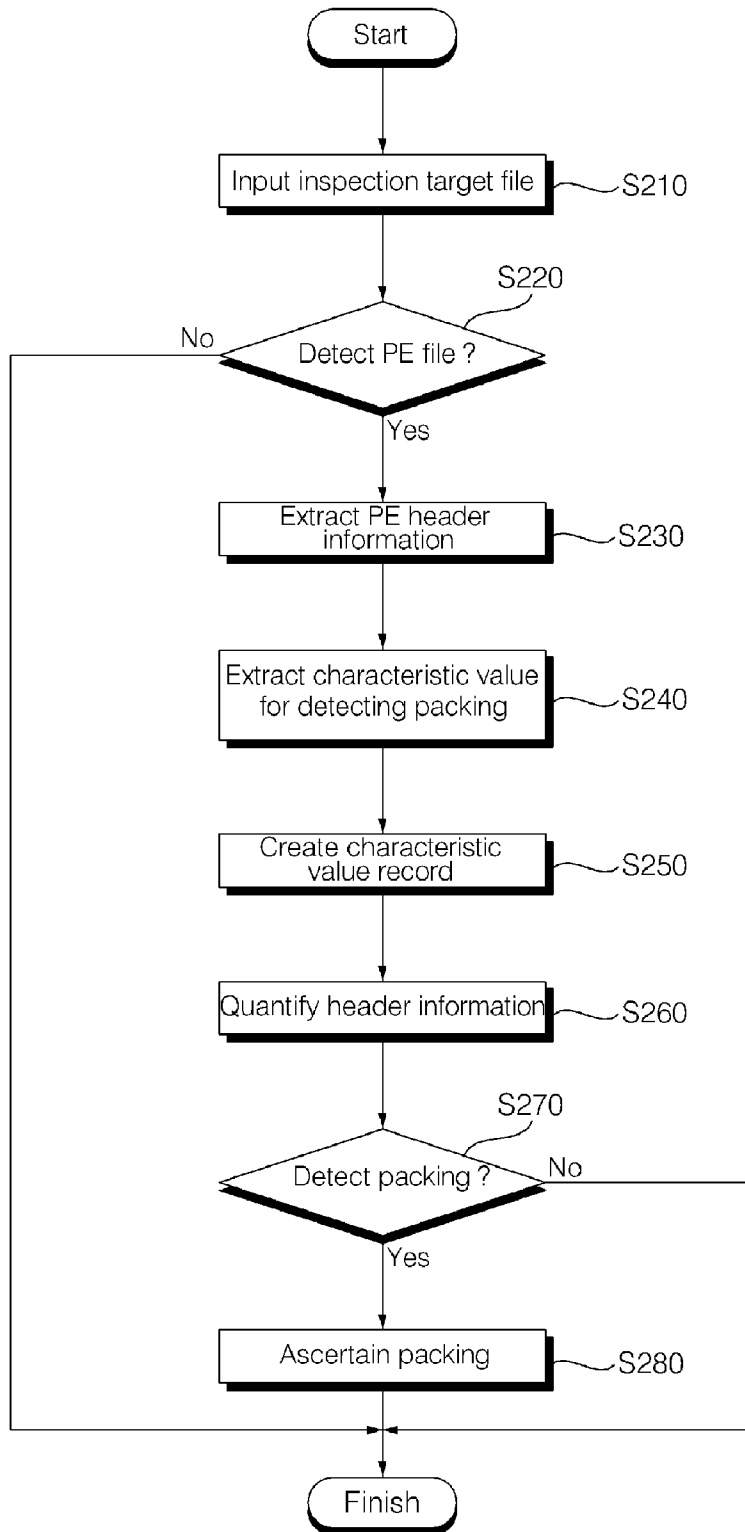 Start
Input inspection target file
S210
S220
Detect PE file ?
No
Yes
Extract PE header
information
S230
Extract characteristic value
for detecting packing
S240
Create characteristic
value record
S250
Quantify header information
S260
S270
Detect packing ?
No
Yes
Ascertain packing
S280
Finish